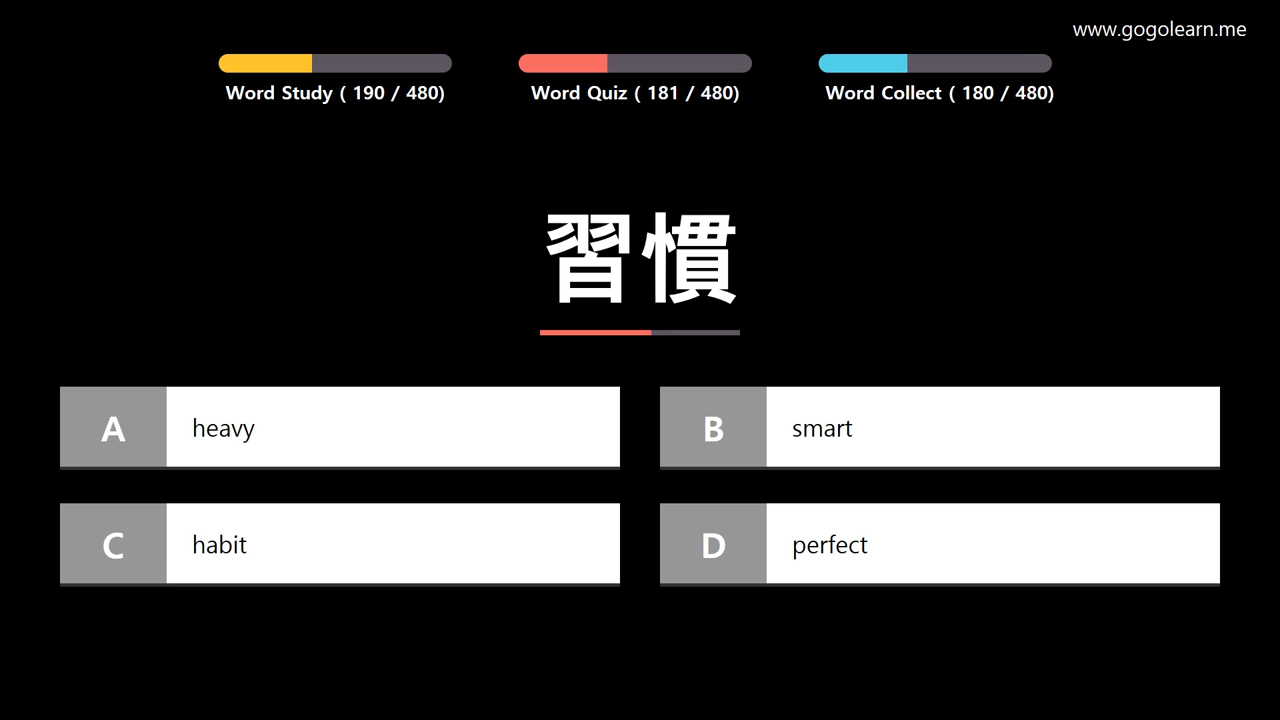 www.gogolearn.me
Word Study ( 190 / 480)
Word Quiz ( 181 / 480)
Word Collect ( 180 / 480)
習慣
A heavy
B smart
C habit
D perfect